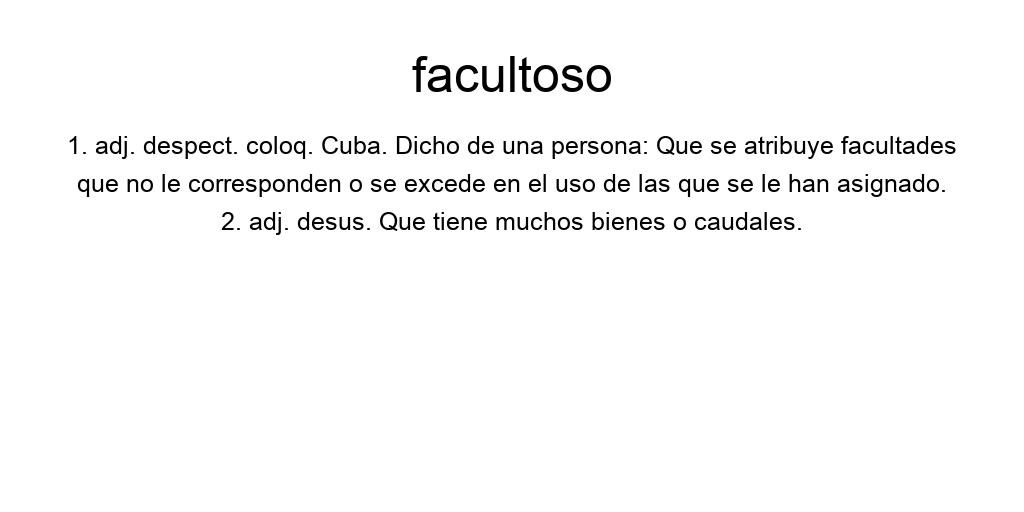 facultoso
1. adj. despect. coloq. Cuba. Dicho de una persona: Que se atribuye facultades
que no le corresponden o se excede en el uso de las que se le han asignado.
2. adj. desus. Que tiene muchos bienes o caudales.